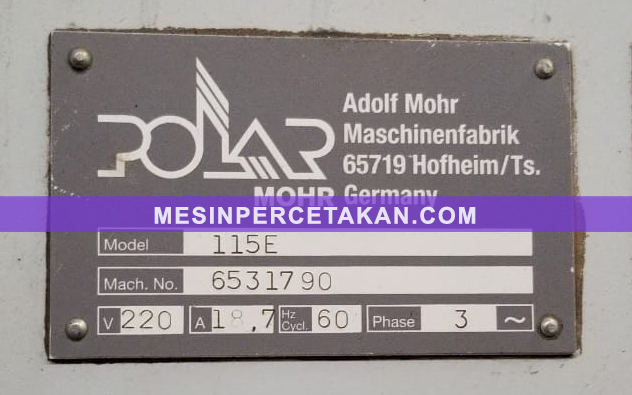 POLAR
MOHR
Adolf Mohr
Maschinenfabrik
65719 Hofheim/Ts.
Germany
MESINPERCETAKAN.COM
Model 115E
Mach. No. 6531790
V 220 A 18,7 Hz Cycl. 60 Phase 3 ~